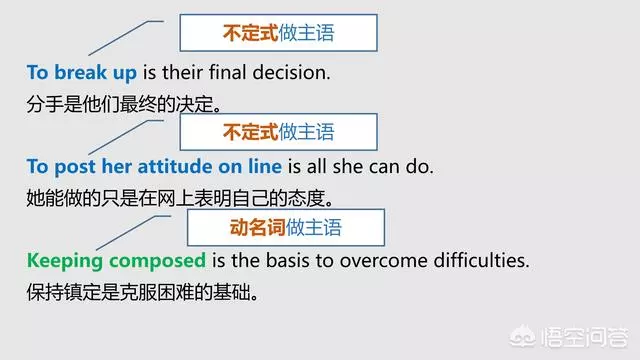 不定式做主语
To break up is their final decision.
分手是他们最终的决定。
不定式做主语
To post her attitude on line is all she can do.
她能做的只是在网上表明自己的态度。
动名词做主语
Keeping composed is the basis to overcome difficulties.
保持镇定是克服困难的基础。
悟空问答